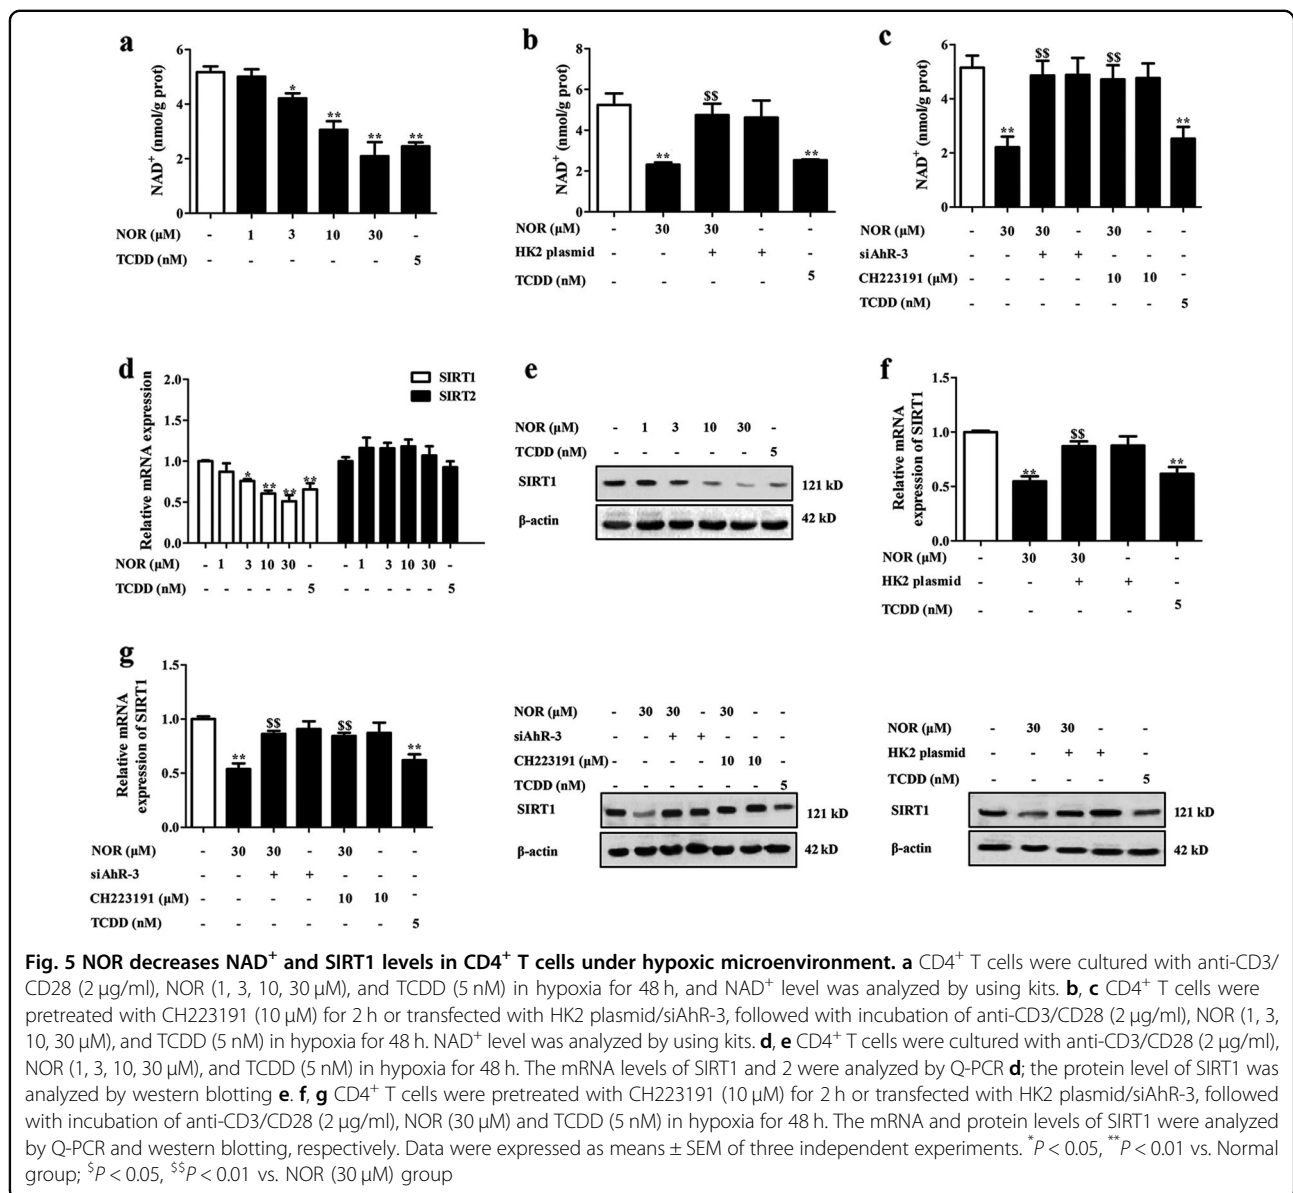 a
6
4
2
0
NAD+ (nmol/g prot)
* ** ** **
NOR (μM) - 1 3 10 30 -
TCDD (nM) - - - - - 5
b
8
6
4
2
0
NAD+ (nmol/g prot)
** $$ **
NOR (μM) - 30 30 - -
HK2 plasmid - - + + -
TCDD (nM) - - - - 5
c
6
4
2
0
NAD+ (nmol/g prot)
** $$ $$ **
NOR (μM) - 30 30 - 30 - -
siAhR-3 - - + + - - -
CH223191 (μM) - - - - 10 10 -
TCDD (nM) - - - - - - 5
d
2.0
1.5
1.0
0.5
0.0
Relative mRNA expression
SIRT1
SIRT2
* ** ** **
NOR (μM) - 1 3 10 30 - - 1 3 10 30 -
TCDD (nM) - - - - - 5 - - - - - 5
e
NOR (μM) - 1 3 10 30 -
TCDD (nM) - - - - - 5
SIRT1 121 kD
β-actin 42 kD
f
1.5
1.0
0.5
0.0
Relative mRNA
expression of SIRT1
** $$ **
NOR (μM) - 30 30 - -
HK2 plasmid - - + + -
TCDD (nM) - - - - 5
g
1.5
1.0
0.5
0.0
Relative mRNA
expression of SIRT1
** $$ $$ **
NOR (μM) - 30 30 - 30 - -
siAhR-3 - - + + - - -
CH223191 (μM) - - - - 10 10 -
TCDD (nM) - - - - - - 5
NOR (μM) - 30 30 - 30 - -
siAhR-3 - - + + - - -
CH223191 (μM) - - - - 10 10 -
TCDD (nM) - - - - - - 5
SIRT1 121 kD
β-actin 42 kD
NOR (μM) - 30 30 - -
HK2 plasmid - - + + -
TCDD (nM) - - - - 5
SIRT1 121 kD
β-actin 42 kD
Fig. 5 NOR decreases NAD+ and SIRT1 levels in CD4+ T cells under hypoxic microenvironment. a CD4+ T cells were cultured with anti-CD3/
CD28 (2 μg/ml), NOR (1, 3, 10, 30 μM), and TCDD (5 nM) in hypoxia for 48 h, and NAD+ level was analyzed by using kits. b, c CD4+ T cells were
pretreated with CH223191 (10 μM) for 2 h or transfected with HK2 plasmid/siAhR-3, followed with incubation of anti-CD3/CD28 (2 μg/ml), NOR (1, 3,
10, 30 μM), and TCDD (5 nM) in hypoxia for 48 h. NAD+ level was analyzed by using kits. d, e CD4+ T cells were cultured with anti-CD3/CD28 (2 μg/ml),
NOR (1, 3, 10, 30 μM), and TCDD (5 nM) in hypoxia for 48 h. The mRNA levels of SIRT1 and 2 were analyzed by Q-PCR d; the protein level of SIRT1 was
analyzed by western blotting e. f, g CD4+ T cells were pretreated with CH223191 (10 μM) for 2 h or transfected with HK2 plasmid/siAhR-3, followed
with incubation of anti-CD3/CD28 (2 μg/ml), NOR (30 μM) and TCDD (5 nM) in hypoxia for 48 h. The mRNA and protein levels of SIRT1 were analyzed
by Q-PCR and western blotting, respectively. Data were expressed as means ± SEM of three independent experiments. *P < 0.05, **P < 0.01 vs. Normal
group; $P < 0.05, $$P < 0.01 vs. NOR (30 μM) group